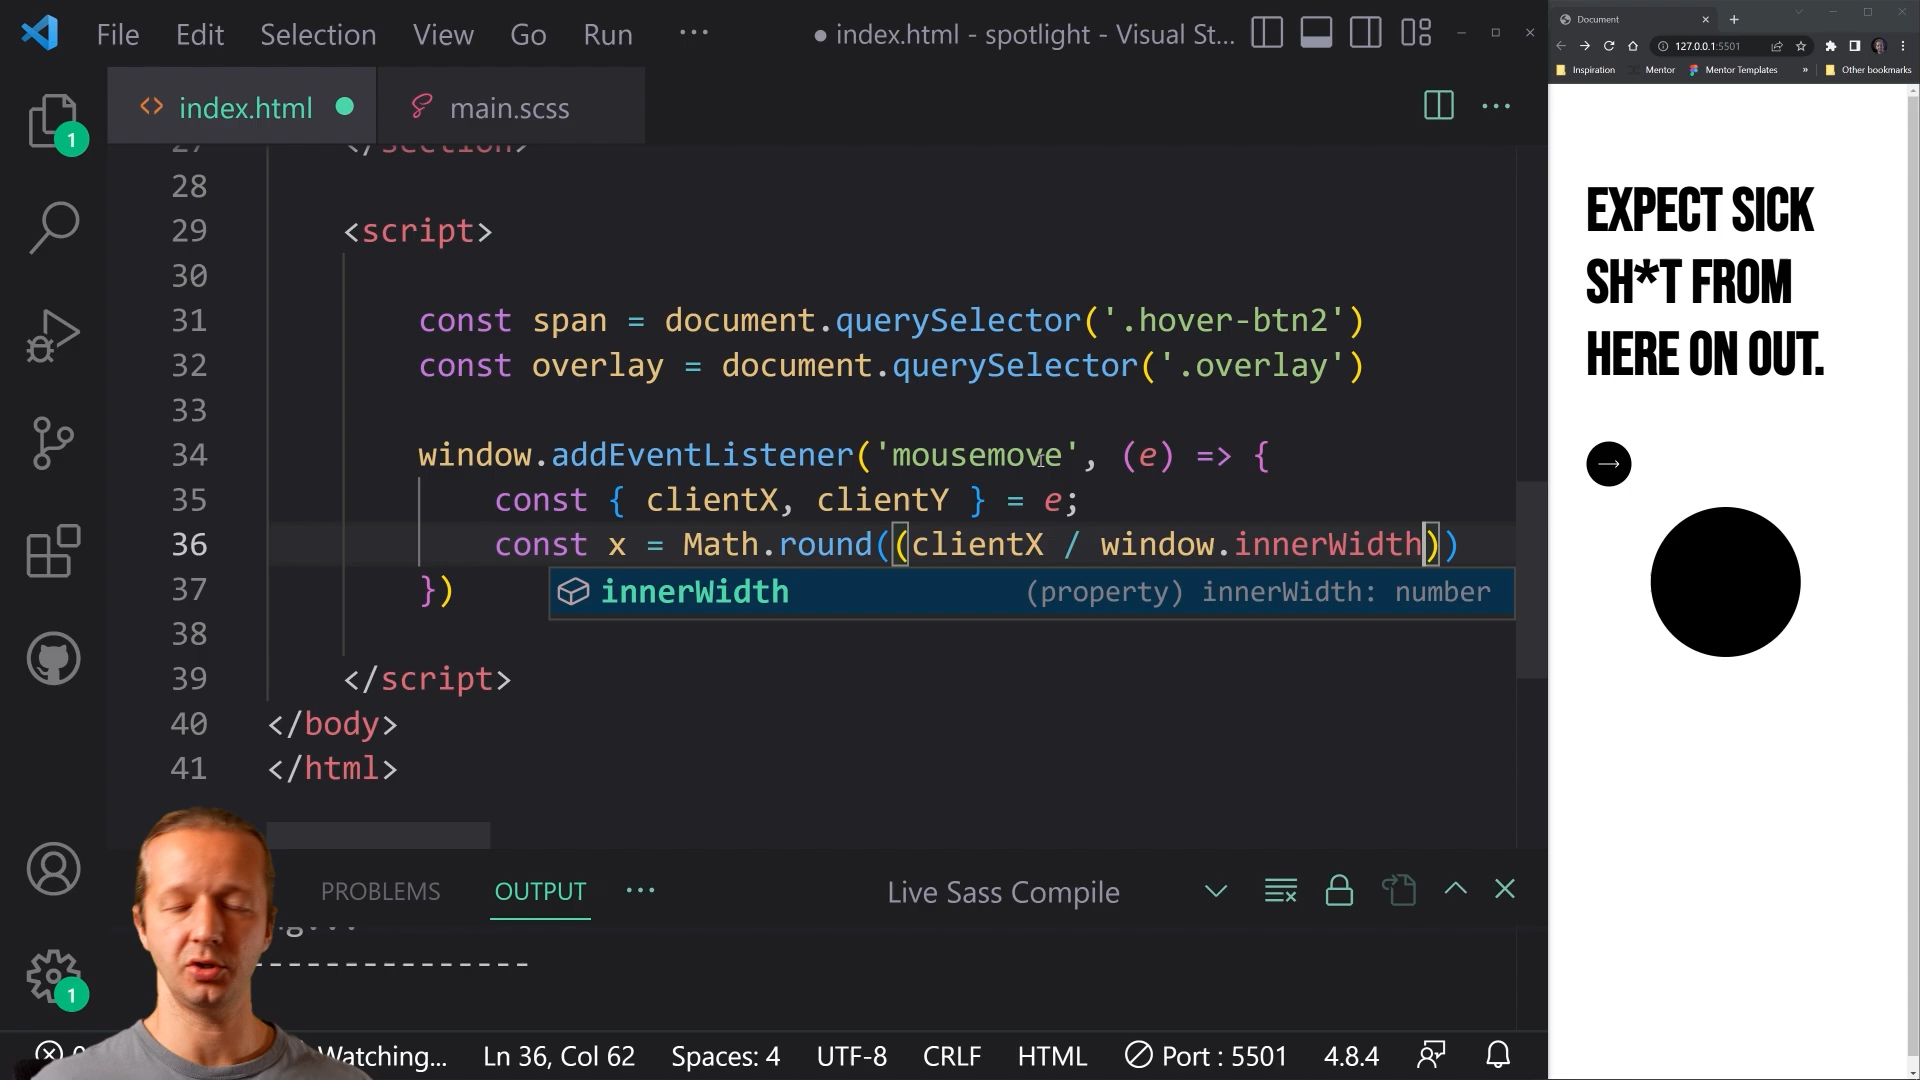 File Edit Selection View Go Run ··· ● index.html - spotlight - Visual St...
index.html ● main.scss
1
27 </section>
28
29 <script>
30
31 const span = document.querySelector('.hover-btn2')
32 const overlay = document.querySelector('.overlay')
33
34 window.addEventListener('mousemove', (e) => {
35 const { clientX, clientY } = e;
36 const x = Math.round((clientX / window.innerWidth))
37 })
innerWidth (property) innerWidth: number
38
39 </script>
40 </body>
41 </html>
PROBLEMS OUTPUT ··· Live Sass Compile
g...
---------------
1
Watching... Ln 36, Col 62 Spaces: 4 UTF-8 CRLF HTML Port : 5501 4.8.4
Document
127.0.0.1:5501
Inspiration Mentor Mentor Templates » Other bookmarks
EXPECT SICK
SH*T FROM
HERE ON OUT.